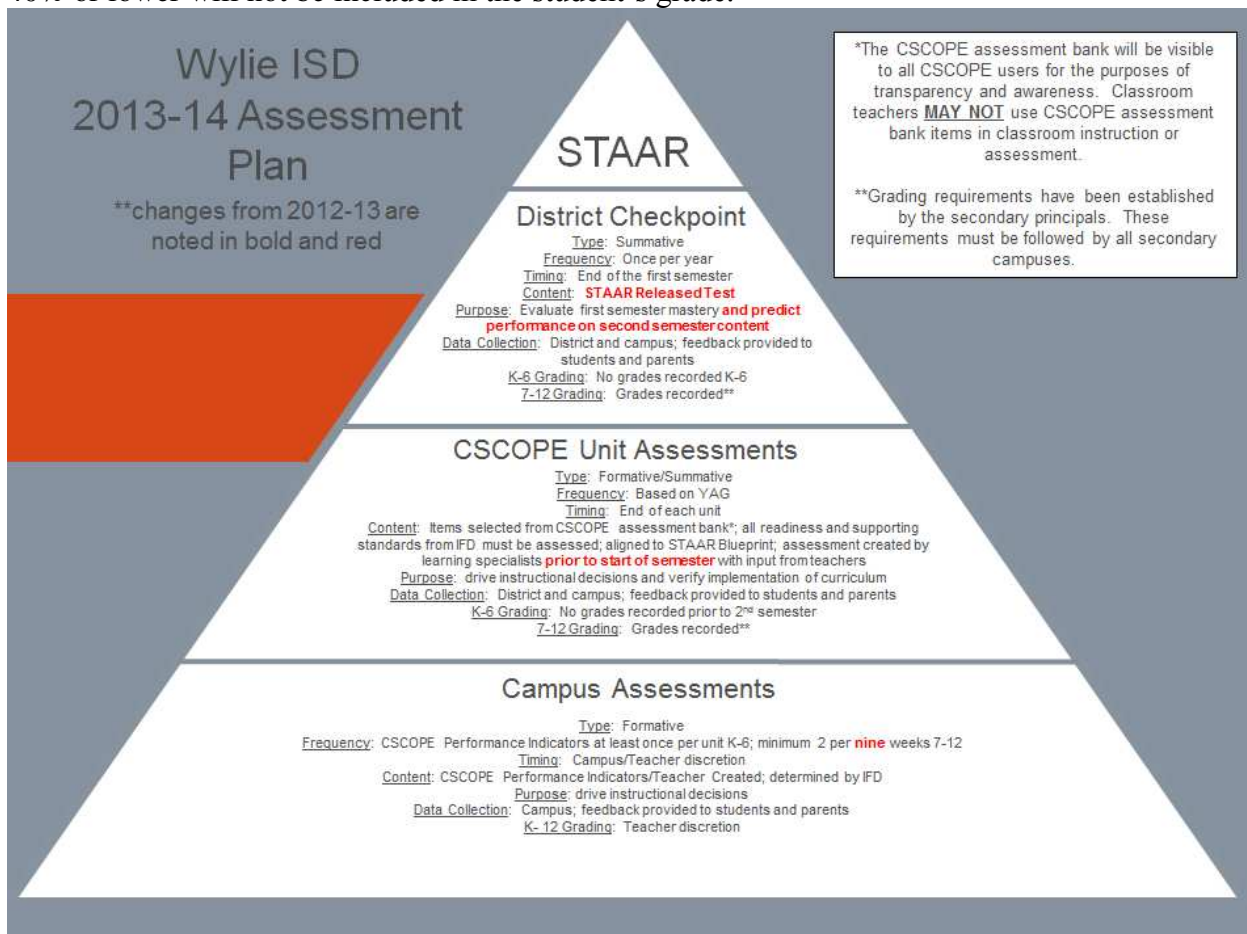 40% or lower will not be included in the student's grade.
Wylie ISD
2013-14 Assessment
Plan
**changes from 2012-13 are
noted in bold and red
*The CSCOPE assessment bank will be visible
to all CSCOPE users for the purposes of
transparency and awareness. Classroom
teachers MAY NOT use CSCOPE assessment
bank items in classroom instruction or
assessment.
**Grading requirements have been established
by the secondary principals. These
requirements must be followed by all secondary
campuses.
STAAR
District Checkpoint
Type: Summative
Frequency: Once per year
Timing: End of the first semester
Content: STAAR Released Test
Purpose: Evaluate first semester mastery and predict
performance on second semester content
Data Collection: District and campus; feedback provided to
students and parents
K-6 Grading: No grades recorded K-6
7-12 Grading: Grades recorded**
CSCOPE Unit Assessments
Type: Formative/Summative
Frequency: Based on YAG
Timing: End of each unit
Content: Items selected from CSCOPE assessment bank*; all readiness and supporting
standards from IFD must be assessed; aligned to STAAR Blueprint; assessment created by
learning specialists prior to start of semester with input from teachers
Purpose: drive instructional decisions and verify implementation of curriculum
Data Collection: District and campus; feedback provided to students and parents
K-6 Grading: No grades recorded prior to 2nd semester
7-12 Grading: Grades recorded**
Campus Assessments
Type: Formative
Frequency: CSCOPE Performance Indicators at least once per unit K-6; minimum 2 per nine weeks 7-12
Timing: Campus/Teacher discretion
Content: CSCOPE Performance Indicators/Teacher Created; determined by IFD
Purpose: drive instructional decisions
Data Collection: Campus; feedback provided to students and parents
K- 12 Grading: Teacher discretion